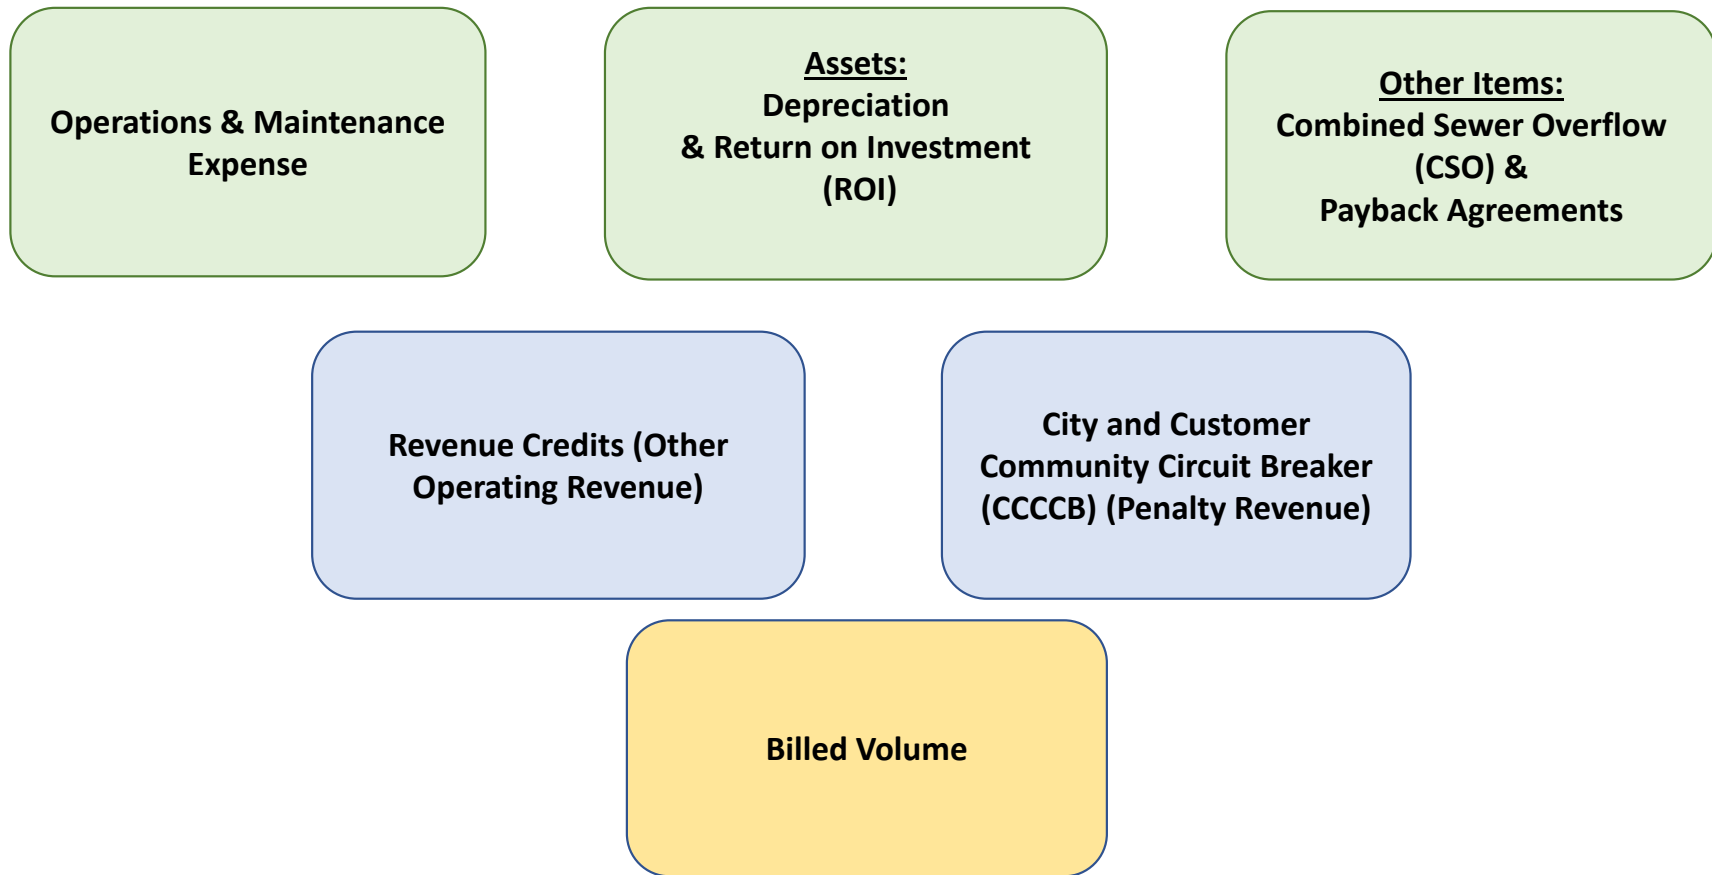 Operations & Maintenance
Expense
Assets:
Depreciation
& Return on Investment
(ROI)
Other Items:
Combined Sewer Overflow
(CSO) &
Payback Agreements
Revenue Credits (Other
Operating Revenue)
City and Customer
Community Circuit Breaker
(CCCCB) (Penalty Revenue)
Billed Volume